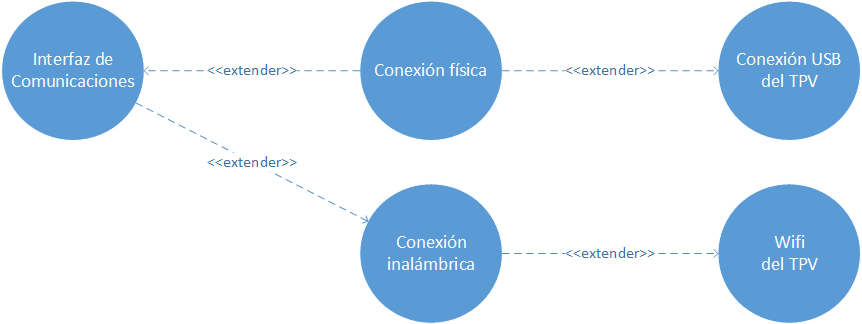 Interfaz de
Comunicaciones
<<extender>>
Conexión física
<<extender>>
Conexión USB
del TPV
<<extender>>
Conexión
inalámbrica
<<extender>>
Wifi
del TPV